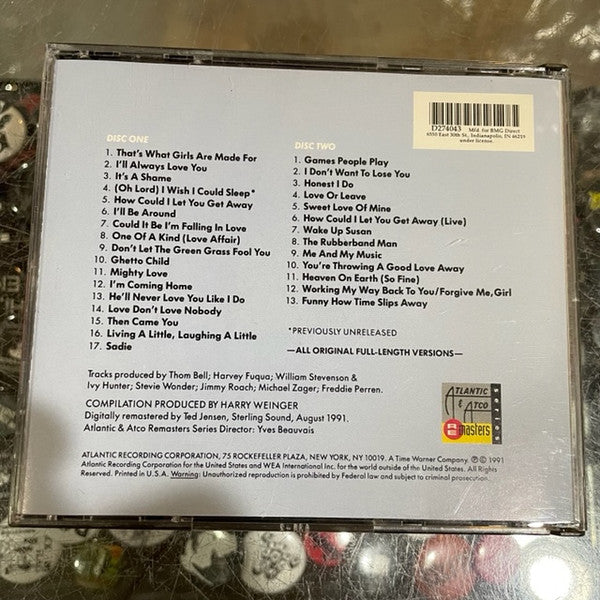 D274043 Mfd. for BMG Direct
6550 East 30th St., Indianapolis, IN 46219
under license.
DISC ONE
1. That's What Girls Are Made For
2. I'll Always Love You
3. It's A Shame
4. (Oh Lord) I Wish I Could Sleep*
5. How Could I Let You Get Away
6. I'll Be Around
7. Could It Be I'm Falling In Love
8. One Of A Kind (Love Affair)
9. Don't Let The Green Grass Fool You
10. Ghetto Child
11. Mighty Love
12. I'm Coming Home
13. He'll Never Love You Like I Do
14. Love Don't Love Nobody
15. Then Came You
16. Living A Little, Laughing A Little
17. Sadie
DISC TWO
1. Games People Play
2. I Don't Want To Lose You
3. Honest I Do
4. Love Or Leave
5. Sweet Love Of Mine
6. How Could I Let You Get Away (Live)
7. Wake Up Susan
8. The Rubberband Man
9. Me And My Music
10. You're Throwing A Good Love Away
11. Heaven On Earth (So Fine)
12. Working My Way Back To You/Forgive Me, Girl
13. Funny How Time Slips Away
*PREVIOUSLY UNRELEASED
—ALL ORIGINAL FULL-LENGTH VERSIONS—
Tracks produced by Thom Bell; Harvey Fuqua; William Stevenson &
Ivy Hunter; Stevie Wonder; Jimmy Roach; Michael Zager; Freddie Perren.
COMPILATION PRODUCED BY HARRY WEINGER
Digitally remastered by Ted Jensen, Sterling Sound, August 1991.
Atlantic & Atco Remasters Series Director: Yves Beauvais
ATLANTIC
& ATCO
RE
masters
series
ATLANTIC RECORDING CORPORATION, 75 ROCKEFELLER PLAZA, NEW YORK, NY 10019. A Time Warner Company. ℗ © 1991
Atlantic Recording Corporation for the United States and WEA International Inc. for the world outside of the United States. All Rights
Reserved. Printed in U.S.A. Warning: Unauthorized reproduction is prohibited by Federal law and subject to criminal prosecution.